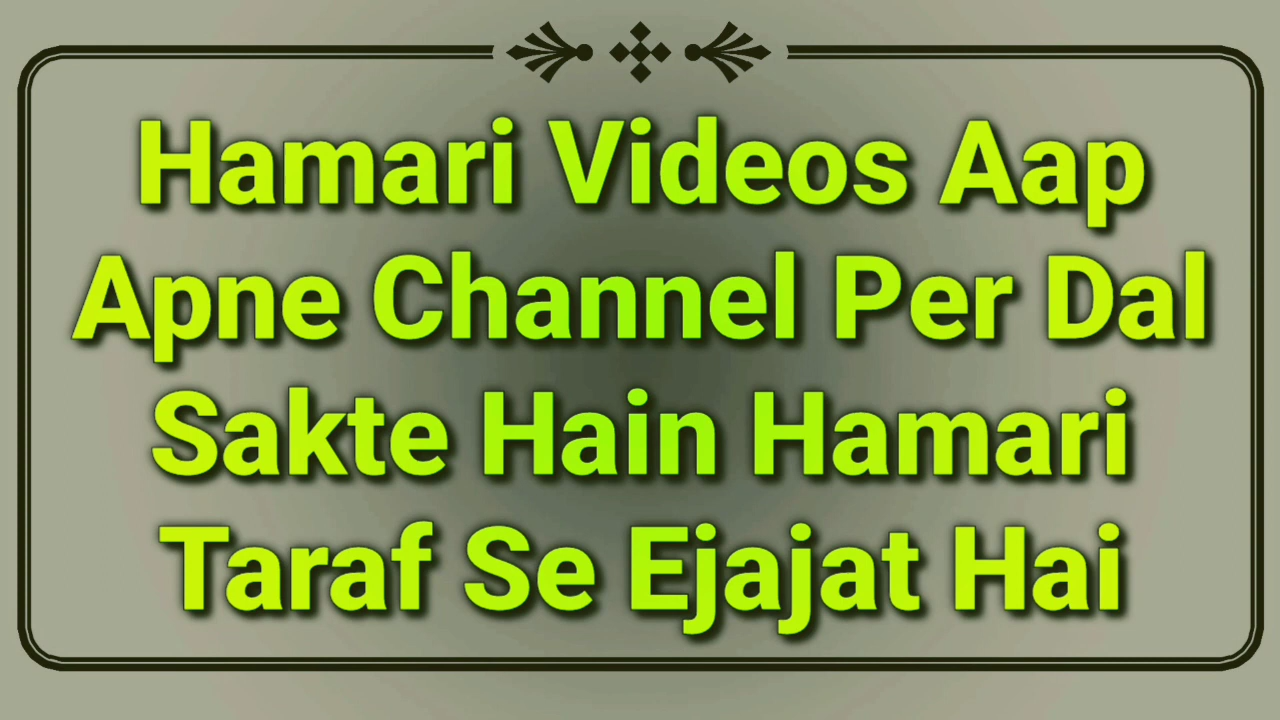 Hamari Videos Aap
Apne Channel Per Dal
Sakte Hain Hamari
Taraf Se Ejajat Hai